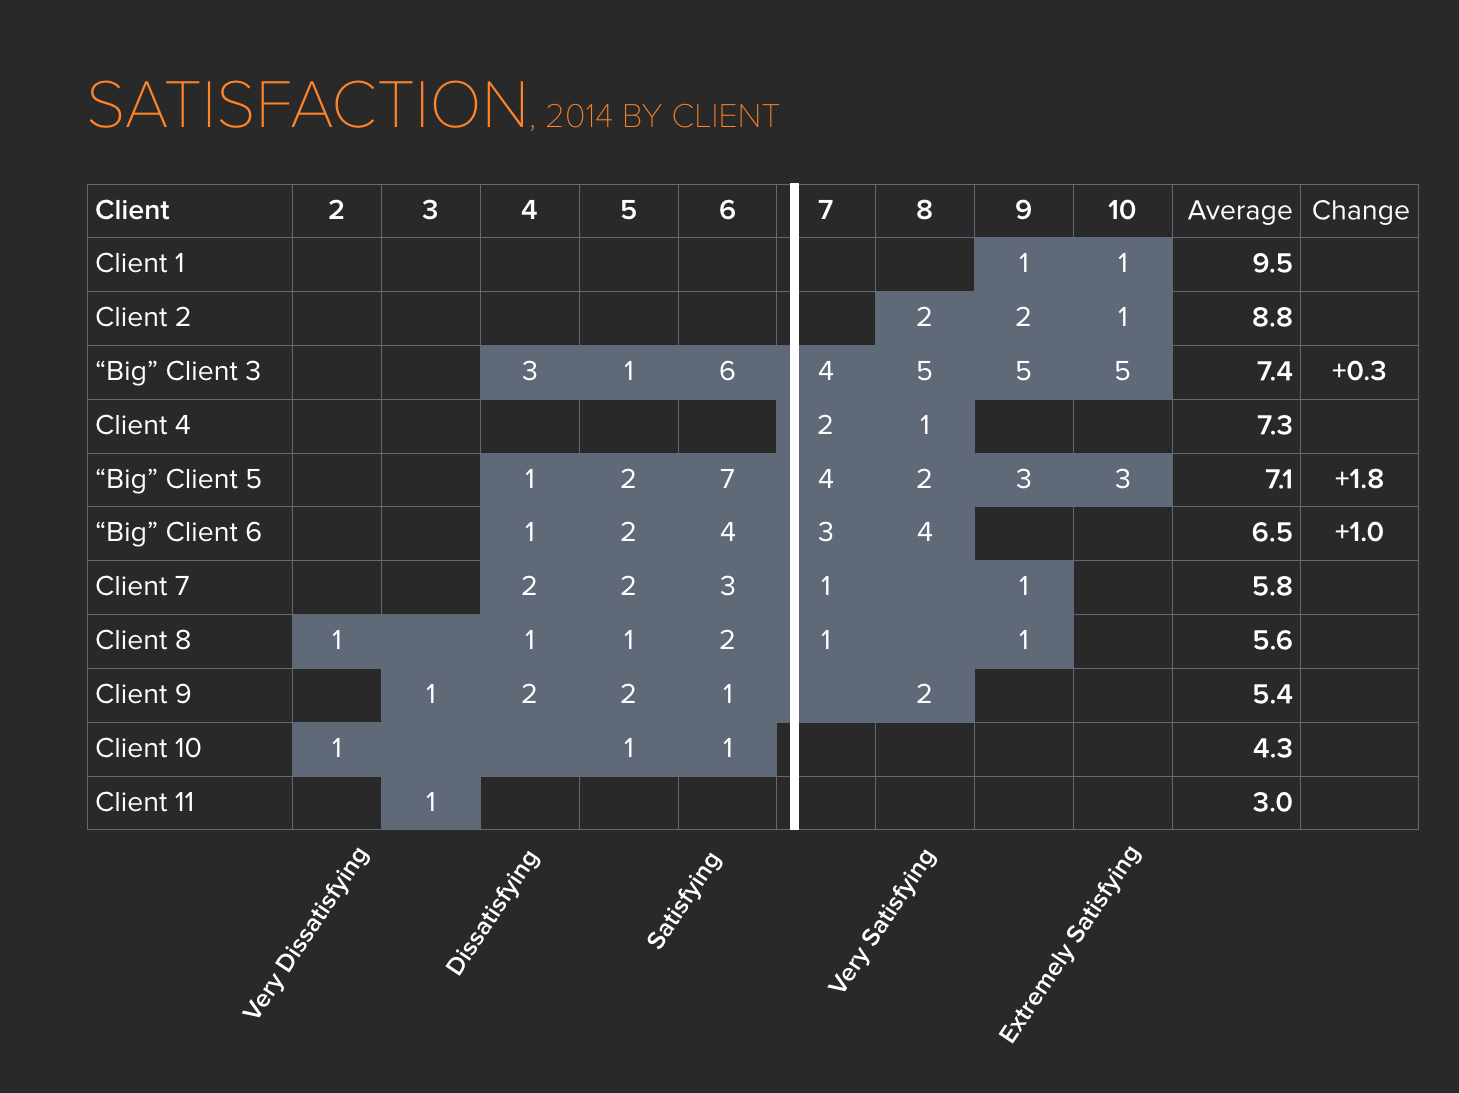 SATISFACTION, 2014 BY CLIENT
Client 2 3 4 5 6 7 8 9 10 Average Change
Client 1 1 1 9.5
Client 2 2 2 1 8.8
“Big” Client 3 3 1 6 4 5 5 5 7.4 +0.3
Client 4 2 1 7.3
“Big” Client 5 1 2 7 4 2 3 3 7.1 +1.8
“Big” Client 6 1 2 4 3 4 6.5 +1.0
Client 7 2 2 3 1 1 5.8
Client 8 1 1 1 2 1 1 5.6
Client 9 1 2 2 1 2 5.4
Client 10 1 1 1 4.3
Client 11 1 3.0
Very Dissatisfying
Dissatisfying
Satisfying
Very Satisfying
Extremely Satisfying